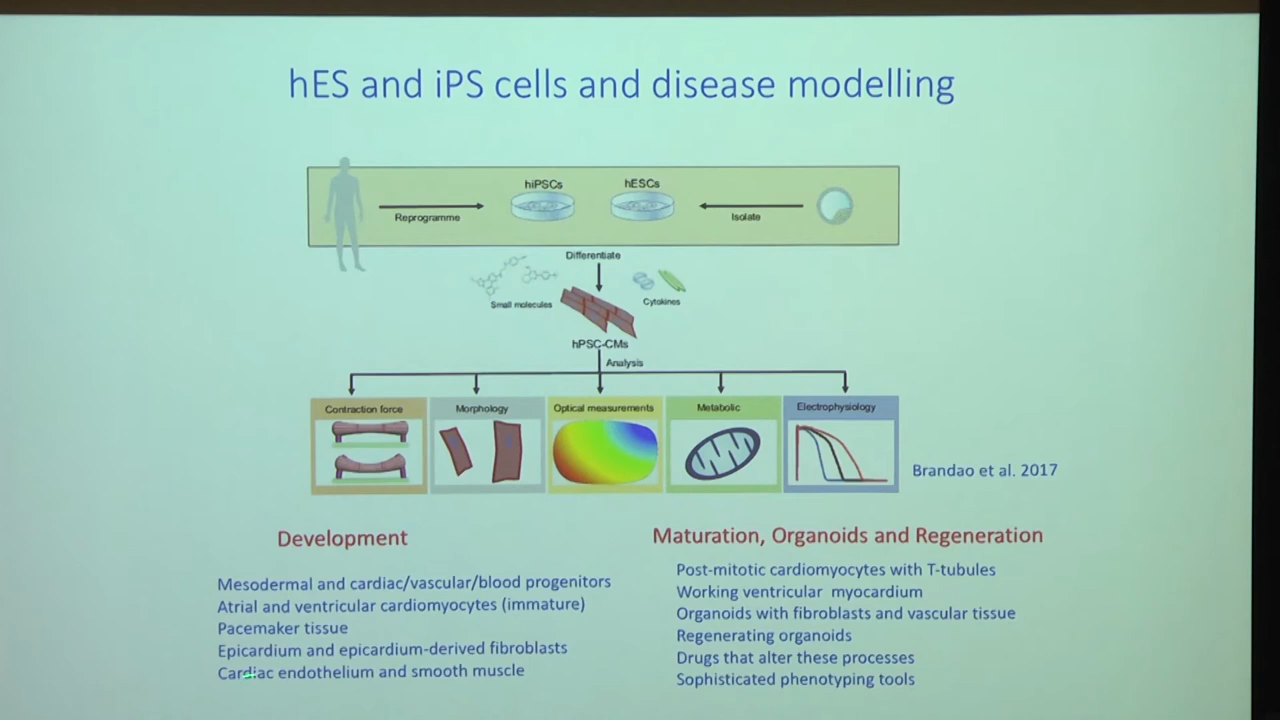 hES and iPS cells and disease modelling
hiPSCs
hESCs
Reprogramme
Isolate
Differentiate
Small molecules
Cytokines
hPSC-CMs
Analysis
Contraction force
Morphology
Optical measurements
Metabolic
Electrophysiology
Brandao et al. 2017
Development
Mesodermal and cardiac/vascular/blood progenitors
Atrial and ventricular cardiomyocytes (immature)
Pacemaker tissue
Epicardium and epicardium-derived fibroblasts
Cardiac endothelium and smooth muscle
Maturation, Organoids and Regeneration
Post-mitotic cardiomyocytes with T-tubules
Working ventricular myocardium
Organoids with fibroblasts and vascular tissue
Regenerating organoids
Drugs that alter these processes
Sophisticated phenotyping tools